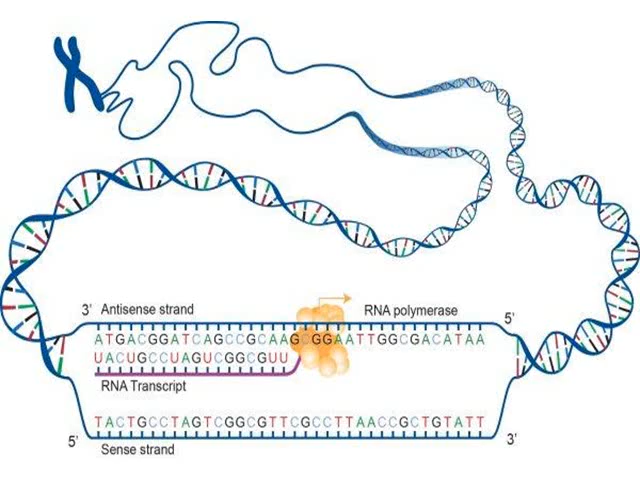 3' Antisense strand RNA polymerase 5'
ATGACGGATCAGCCGCAAGCGGAATTGGCGACATAA
UACUGCCUAGUCGGCGUU
RNA Transcript
TACTGCCTAGTCGGCGTTCGCCTTAACCGCTGTATT
5' Sense strand 3'